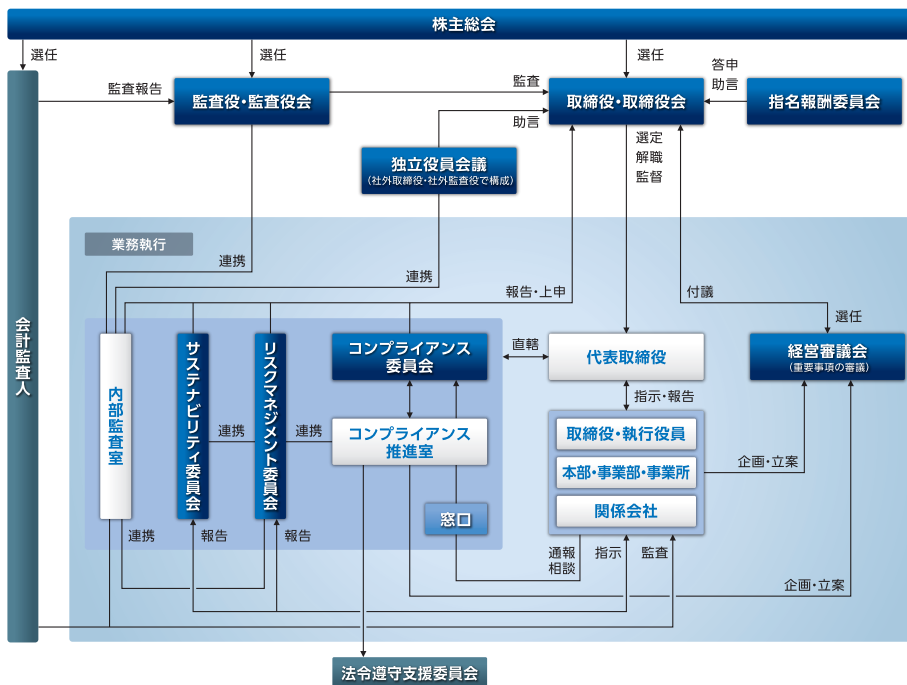 株主総会
選任
選任
選任
監査報告
監査役・監査役会
監査
取締役・取締役会
答申
助言
指名報酬委員会
助言
独立役員会議
(社外取締役・社外監査役で構成)
選定
解職
監督
業務執行
連携
連携
報告・上申
付議
選任
会計監査人
内部監査室
サステナビリティ委員会
リスクマネジメント委員会
コンプライアンス
委員会
直轄
代表取締役
経営審議会
(重要事項の審議)
指示・報告
連携
連携
コンプライアンス
推進室
取締役・執行役員
本部・事業部・事業所
関係会社
企画・立案
窓口
連携
報告
報告
通報
相談
指示
監査
企画・立案
法令遵守支援委員会